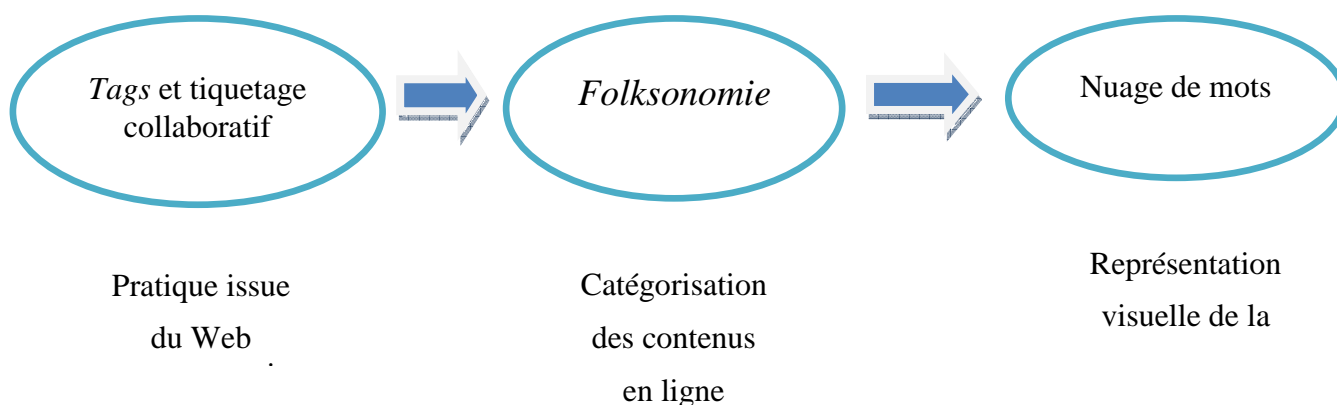 Tags et tiquetage
collaboratif
Folksonomie
Nuage de mots
Pratique issue
du Web
Catégorisation
des contenus
en ligne
Représentation
visuelle de la